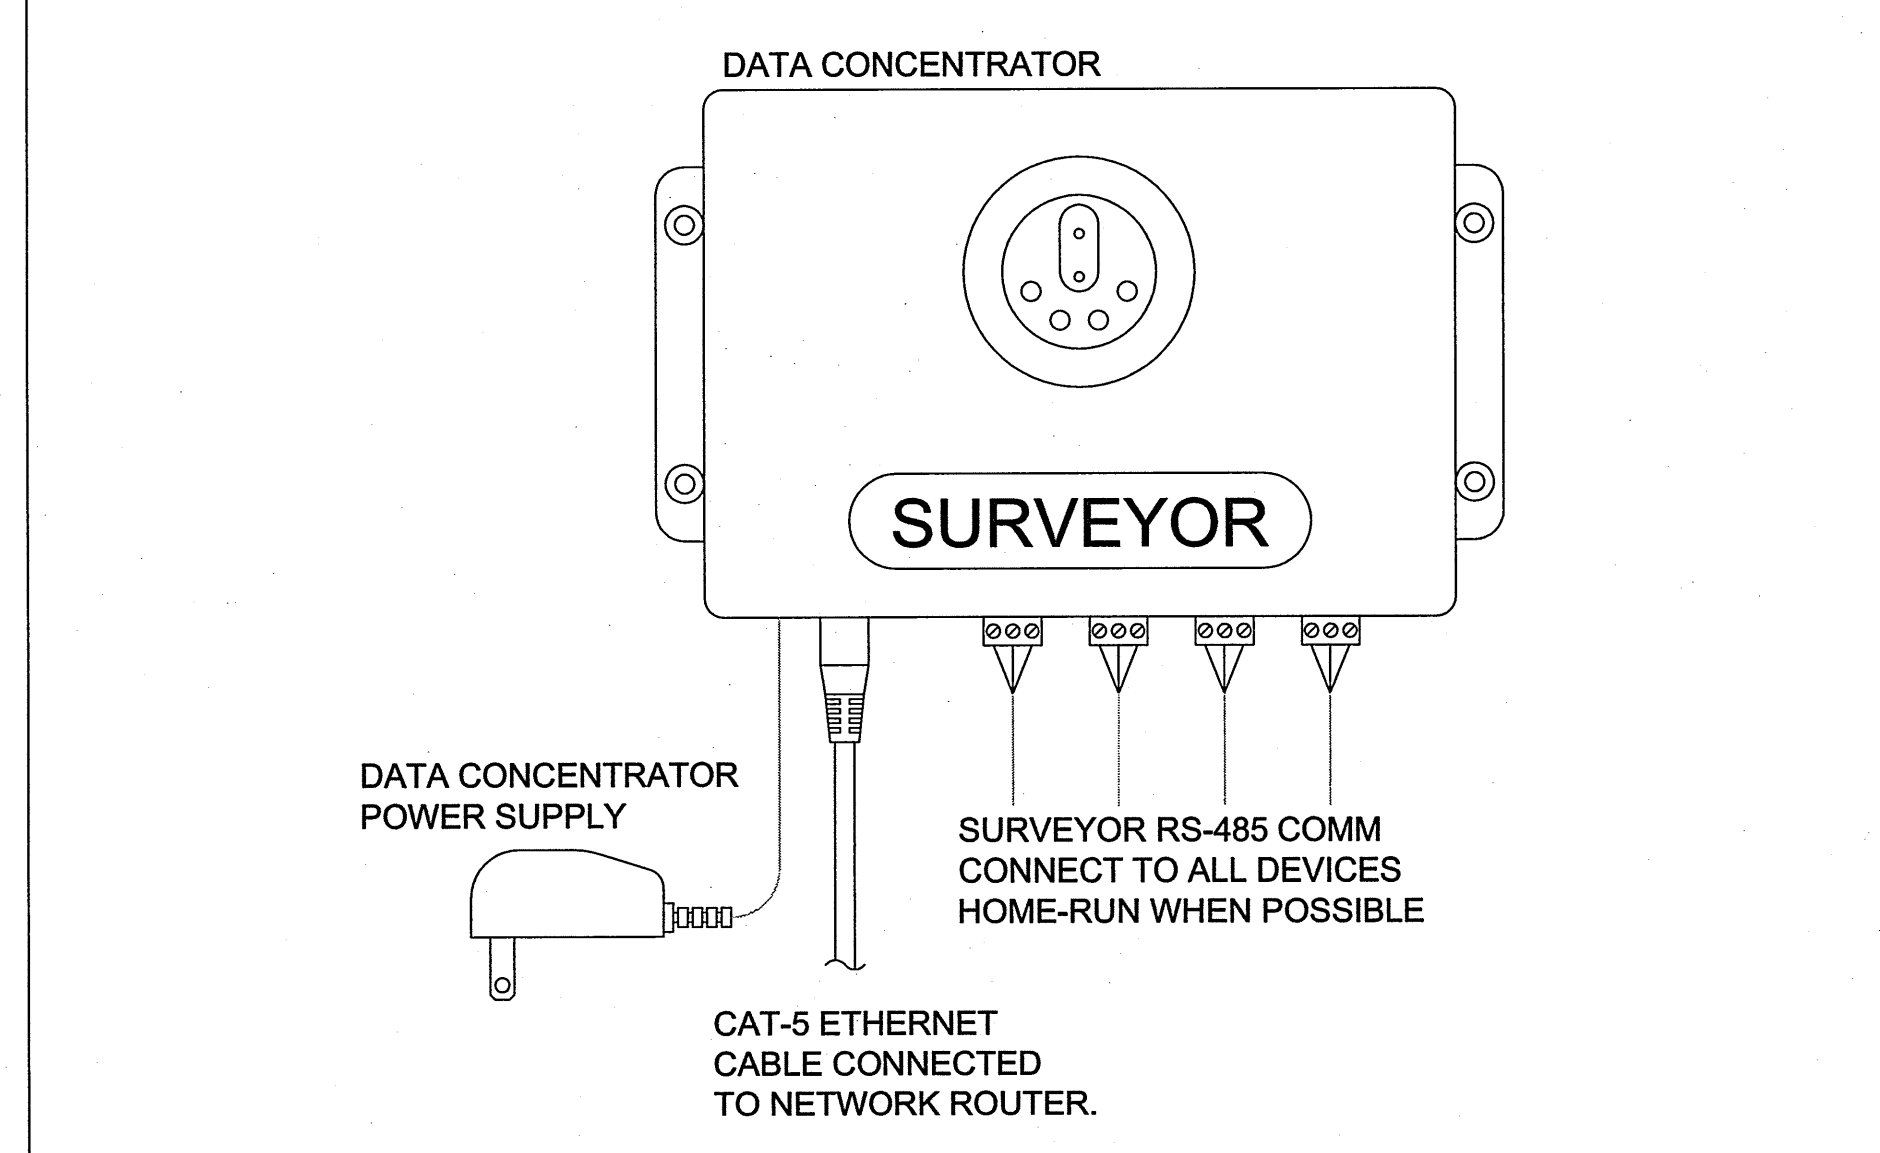 DATA CONCENTRATOR
SURVEYOR
DATA CONCENTRATOR
POWER SUPPLY
SURVEYOR RS-485 COMM
CONNECT TO ALL DEVICES
HOME-RUN WHEN POSSIBLE
CAT-5 ETHERNET
CABLE CONNECTED
TO NETWORK ROUTER.